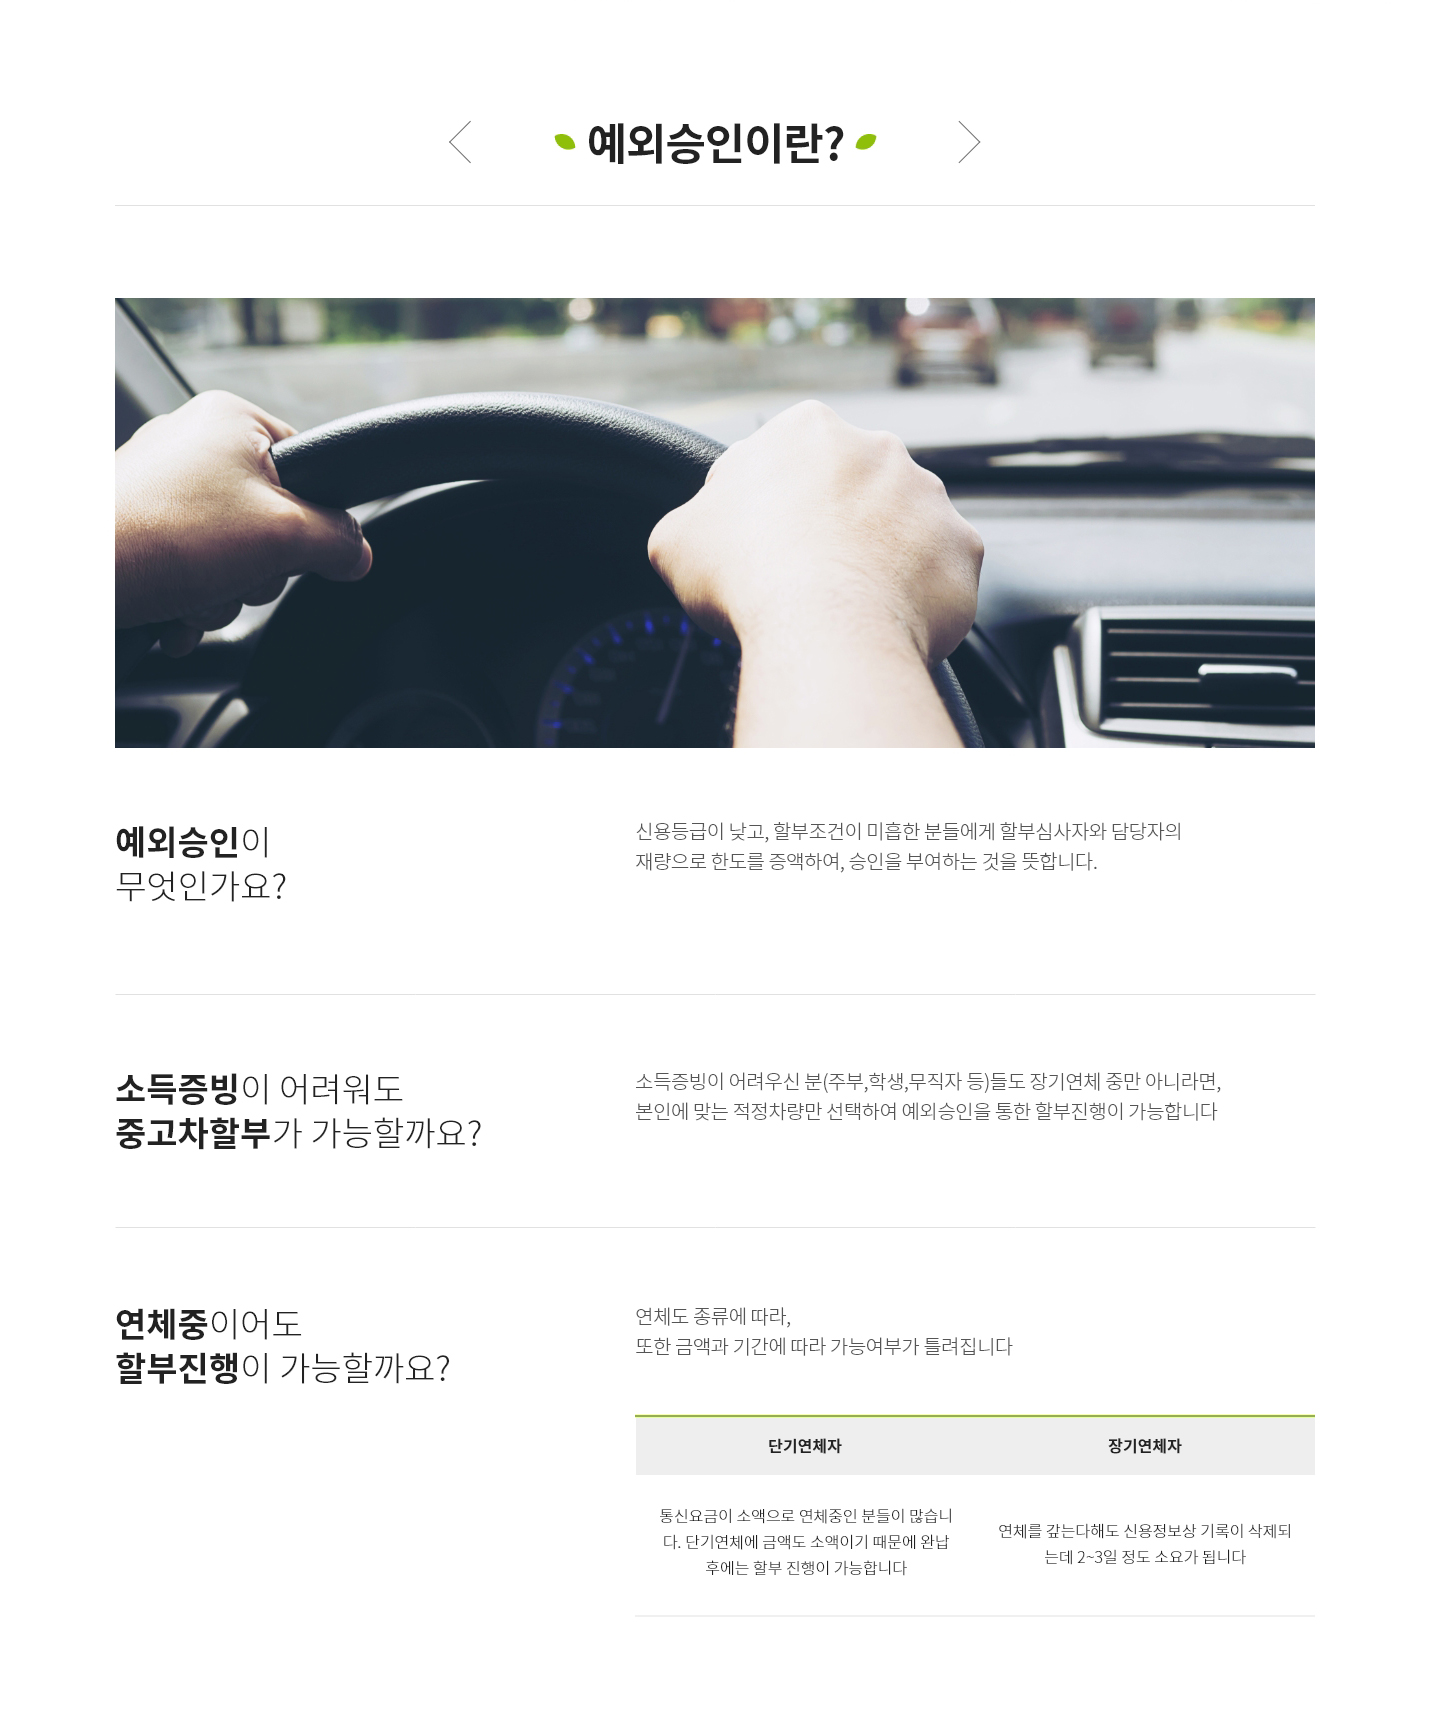 예외승인이란?
예외승인이
무엇인가요?
신용등급이 낮고, 할부조건이 미흡한 분들에게 할부심사자와 담당자의
재량으로 한도를 증액하여, 승인을 부여하는 것을 뜻합니다.
소득증빙이 어려워도
중고차할부가 가능할까요?
소득증빙이 어려우신 분(주부,학생,무직자 등)들도 장기연체 중만 아니라면,
본인에 맞는 적정차량만 선택하여 예외승인을 통한 할부진행이 가능합니다
연체중이어도
할부진행이 가능할까요?
연체도 종류에 따라,
또한 금액과 기간에 따라 가능여부가 틀려집니다
단기연체자
장기연체자
통신요금이 소액으로 연체중인 분들이 많습니
다. 단기연체에 금액도 소액이기 때문에 완납
후에는 할부 진행이 가능합니다
연체를 갚는다해도 신용정보상 기록이 삭제되
는데 2~3일 정도 소요가 됩니다